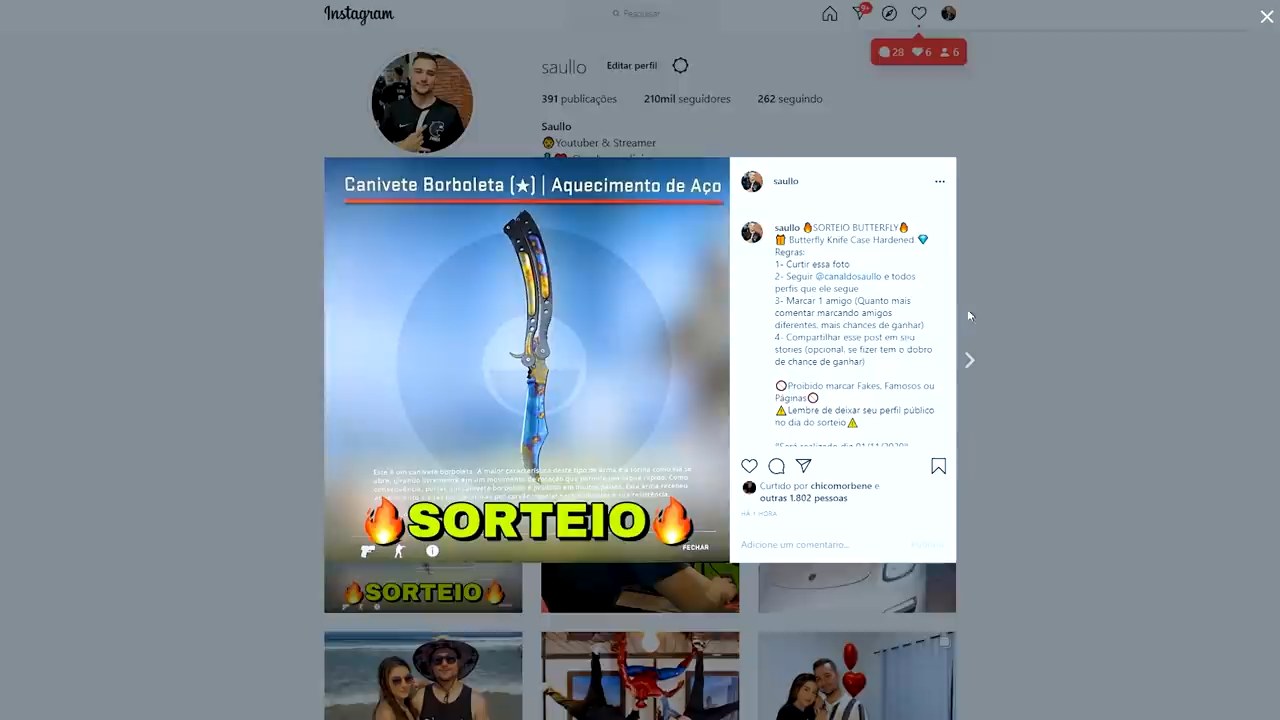 Instagram
Pesquisar
9+
28 6 6
saullo
Editar perfil
391 publicações
210mil seguidores
262 seguindo
Saullo
Youtuber & Streamer
Canivete Borboleta (★) | Aquecimento de Aço
🔥SORTEIO🔥
FECHAR
saullo
saullo 🔥SORTEIO BUTTERFLY🔥
🎁 Butterfly Knife Case Hardened 💎
Regras:
1- Curtir essa foto
2- Seguir @canaldosaullo e todos
perfis que ele segue
3- Marcar 1 amigo (Quanto mais
comentar marcando amigos
diferentes, mais chances de ganhar)
4- Compartilhar esse post em seu
stories (opcional, se fizer tem o dobro
de chance de ganhar)
🚫Proibido marcar Fakes, Famosos ou
Páginas🚫
⚠Lembre de deixar seu perfil público
no dia do sorteio⚠
Curtido por chicomorbene e
outras 1.802 pessoas
HÁ 1 HORA
Adicione um comentário...
Publicar
🔥SORTEIO🔥